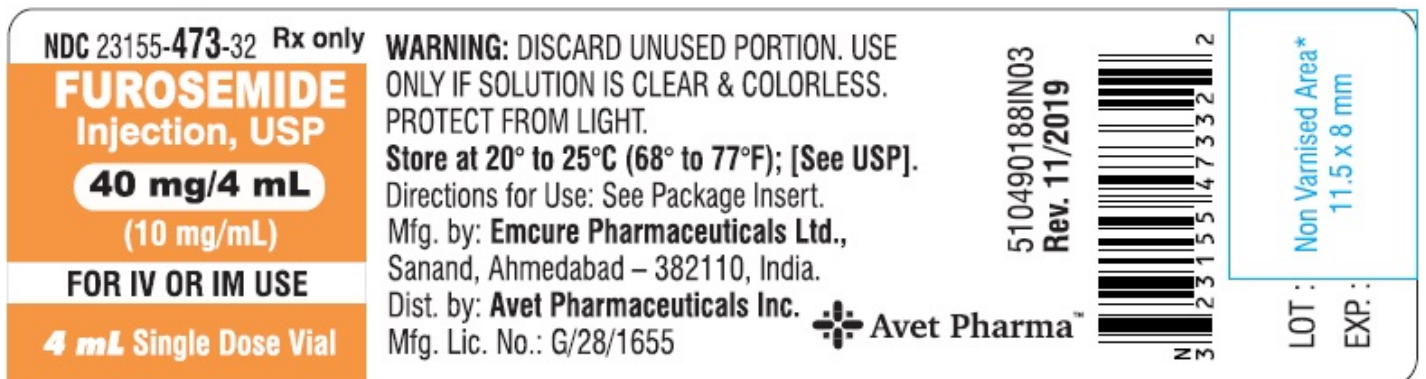 NDC 23155-473-32 Rx only
FUROSEMIDE
Injection, USP
40 mg/4 mL
(10 mg/mL)
FOR IV OR IM USE
4 mL Single Dose Vial
WARNING: DISCARD UNUSED PORTION. USE
ONLY IF SOLUTION IS CLEAR & COLORLESS.
PROTECT FROM LIGHT.
Store at 20° to 25°C (68° to 77°F); [See USP].
Directions for Use: See Package Insert.
Mfg. by: Emcure Pharmaceuticals Ltd.,
Sanand, Ahmedabad – 382110, India.
Dist. by: Avet Pharmaceuticals Inc.
Mfg. Lic. No.: G/28/1655
Avet Pharma™
510490188IN03
Rev. 11/2019
N
3 23155 47332 2
Non Varnised Area*
11.5 x 8 mm
LOT :
EXP. :